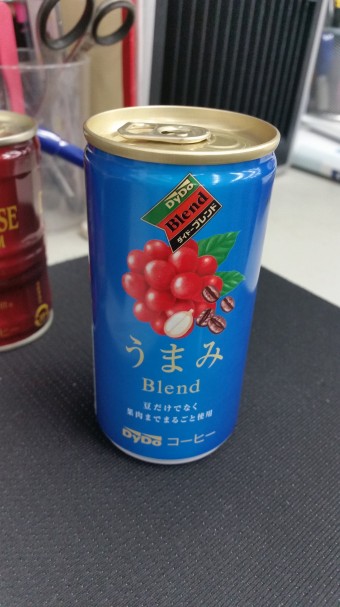 DyDo
Blend
ダイドーブレンド
うまみ
Blend
豆だけでなく
果肉までまるごと使用
DyDo コーヒー